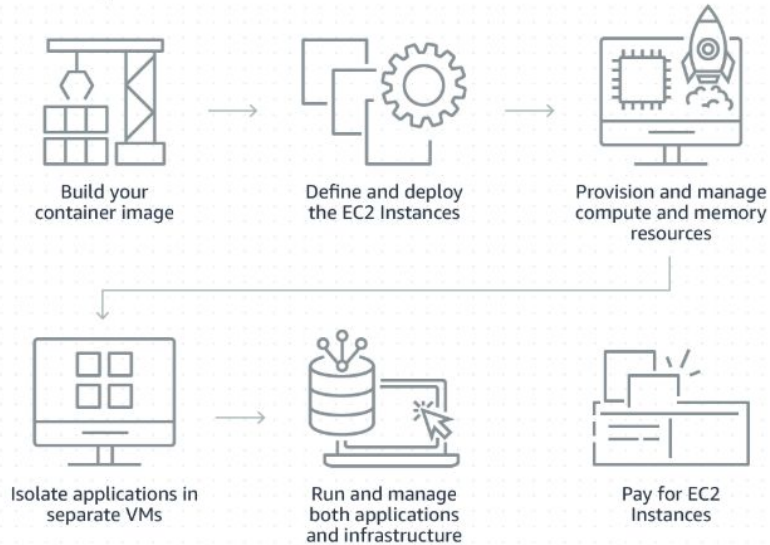 Build your
container image
Define and deploy
the EC2 Instances
Provision and manage
compute and memory
resources
Isolate applications in
separate VMs
Run and manage
both applications
and infrastructure
Pay for EC2
Instances